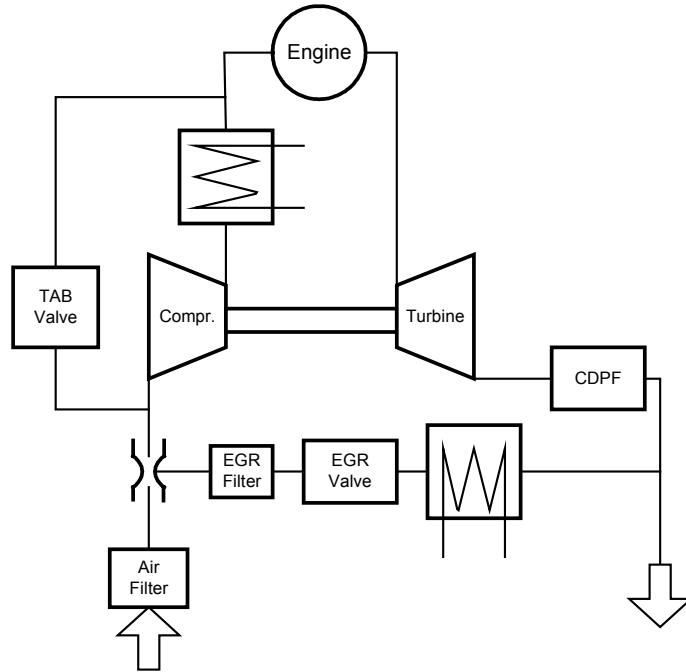 Engine
TAB
Valve
Compr.
Turbine
CDPF
EGR
Filter
EGR
Valve
Air
Filter